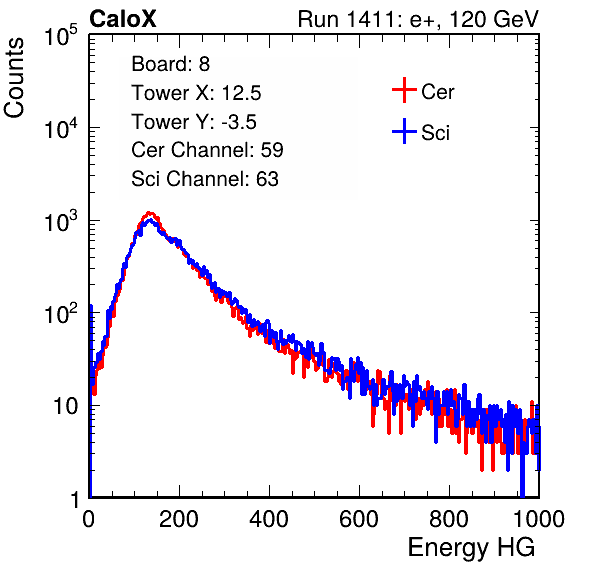 CaloX Run 1411: e+, 120 GeV
Board: 8
Tower X: 12.5
Tower Y: -3.5
Cer Channel: 59
Sci Channel: 63
Cer
Sci
Counts
10^5
10^4
10^3
10^2
10
1
0 200 400 600 800 1000
Energy HG